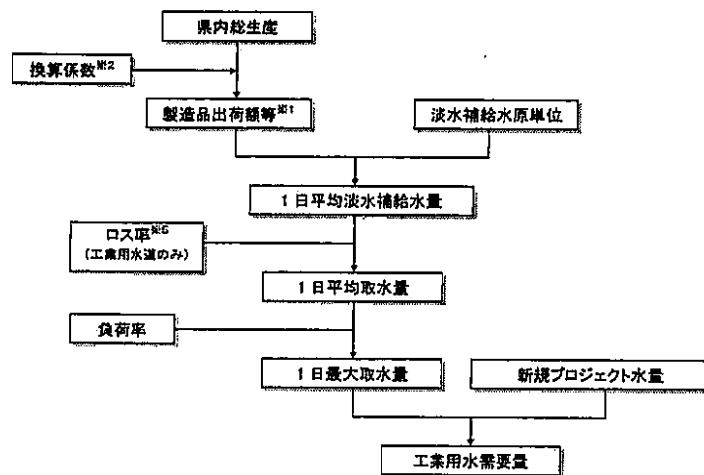 県内総生産
換算係数※2
製造品出荷額等※1
淡水補給水原単位
1日平均淡水補給水量
ロス率※5
(工業用水道のみ)
1日平均取水量
負荷率
1日最大取水量
新規プロジェクト水量
工業用水需要量